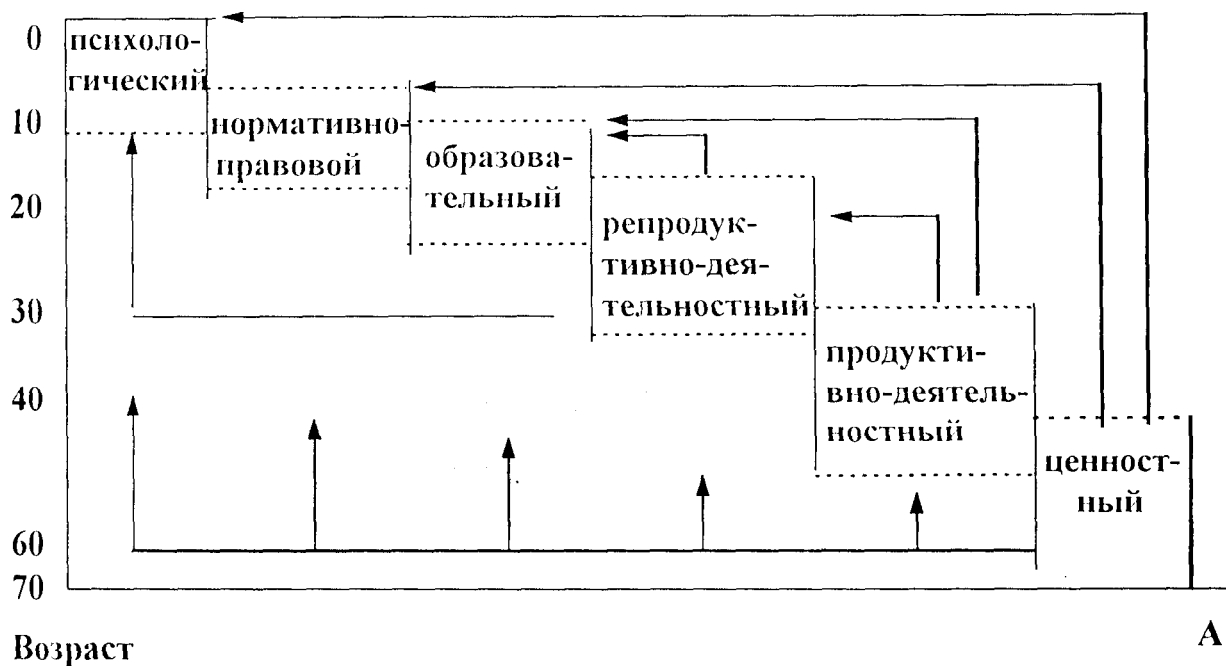 0
психоло-
гический
10
нормативно-
правовой
образова-
тельный
20
репродук-
тивно-дея-
тельностный
30
продукти-
вно-деятель-
ностный
40
ценност-
ный
60
70
Возраст
А